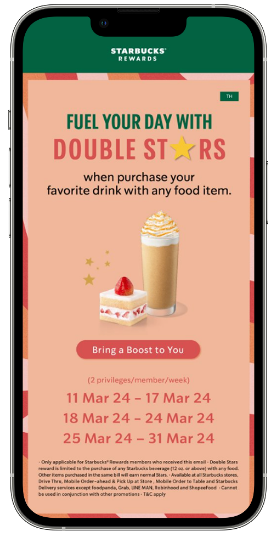 STARBUCKS®
REWARDS
TH
FUEL YOUR DAY WITH
DOUBLE ST★RS
when purchase your
favorite drink with any food item.
Bring a Boost to You
(2 privileges/member/week)
11 Mar 24 – 17 Mar 24
18 Mar 24 – 24 Mar 24
25 Mar 24 – 31 Mar 24
· Only applicable for Starbucks® Rewards members who received this email · Double Stars
reward is limited to the purchase of any Starbucks beverage (12 oz. or above) with any food.
Other items purchased in the same bill will earn normal Stars. · Available at all Starbucks stores,
Drive Thru, Mobile Order-ahead & Pick Up at Store . Mobile Order to Table and Starbucks
Delivery services except foodpanda, Grab, LINE MAN, Robinhood and ShopeeFood · Cannot
be used in conjunction with other promotions · T&C apply